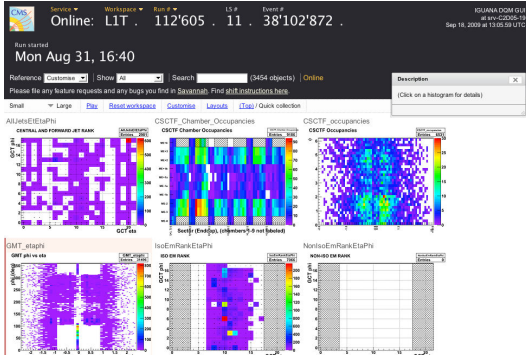 CMS
Service Workspace Run # LS # Event #
Online: L1T . 112'605 . 11 . 38'102'872 .
IGUANA DQM GUI
at srv-C2D05-19
Sep 18, 2009 at 13:05:59 UTC
Run started
Mon Aug 31, 16:40
Reference Customise Show All Search (3454 objects) Online
Please file any feature requests and any bugs you find in Savannah. Find shift instructions here.
Description
(Click on a histogram for details)
Small Large Play Reset workspace Customise Layouts (Top) / Quick collection
AllJetsEtEtaPhi CSCTF_Chamber_Occupancies CSCTF_occupancies
CENTRAL AND FORWARD JET RANK
GCT phi
GCT eta
CSCTF Chamber Occupancies
Sector (Endcap), (chambers 1-9 not labeled)
CSCTF Occupancies
GMT_etaphi IsoEmRankEtaPhi NonIsoEmRankEtaPhi
GMT phi vs eta
ISO EM RANK
GCT phi
NON-ISO EM RANK
GCT phi